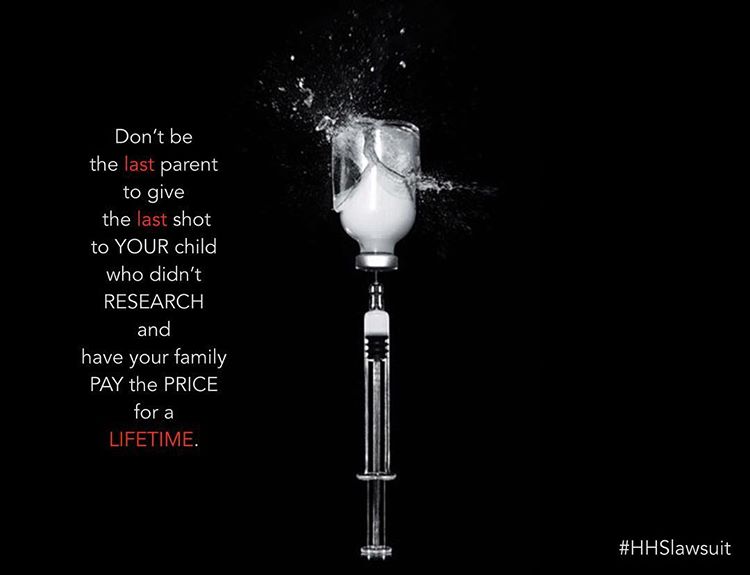 Don't be
the last parent
to give
the last shot
to YOUR child
who didn't
RESEARCH
and
have your family
PAY the PRICE
for a
LIFETIME.
#HHSlawsuit